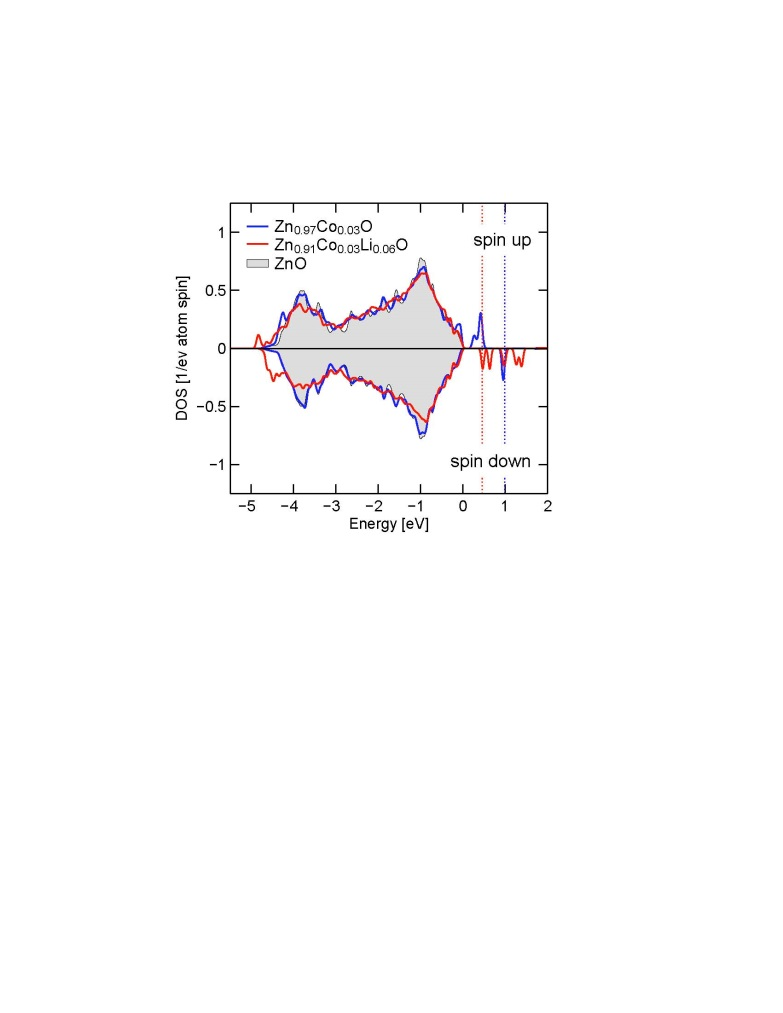 Zn0.97Co0.03O
Zn0.91Co0.03Li0.06O
ZnO
spin up
spin down
1
0.5
0
−0.5
−1
DOS [1/ev atom spin]
−5 −4 −3 −2 −1 0 1 2
Energy [eV]